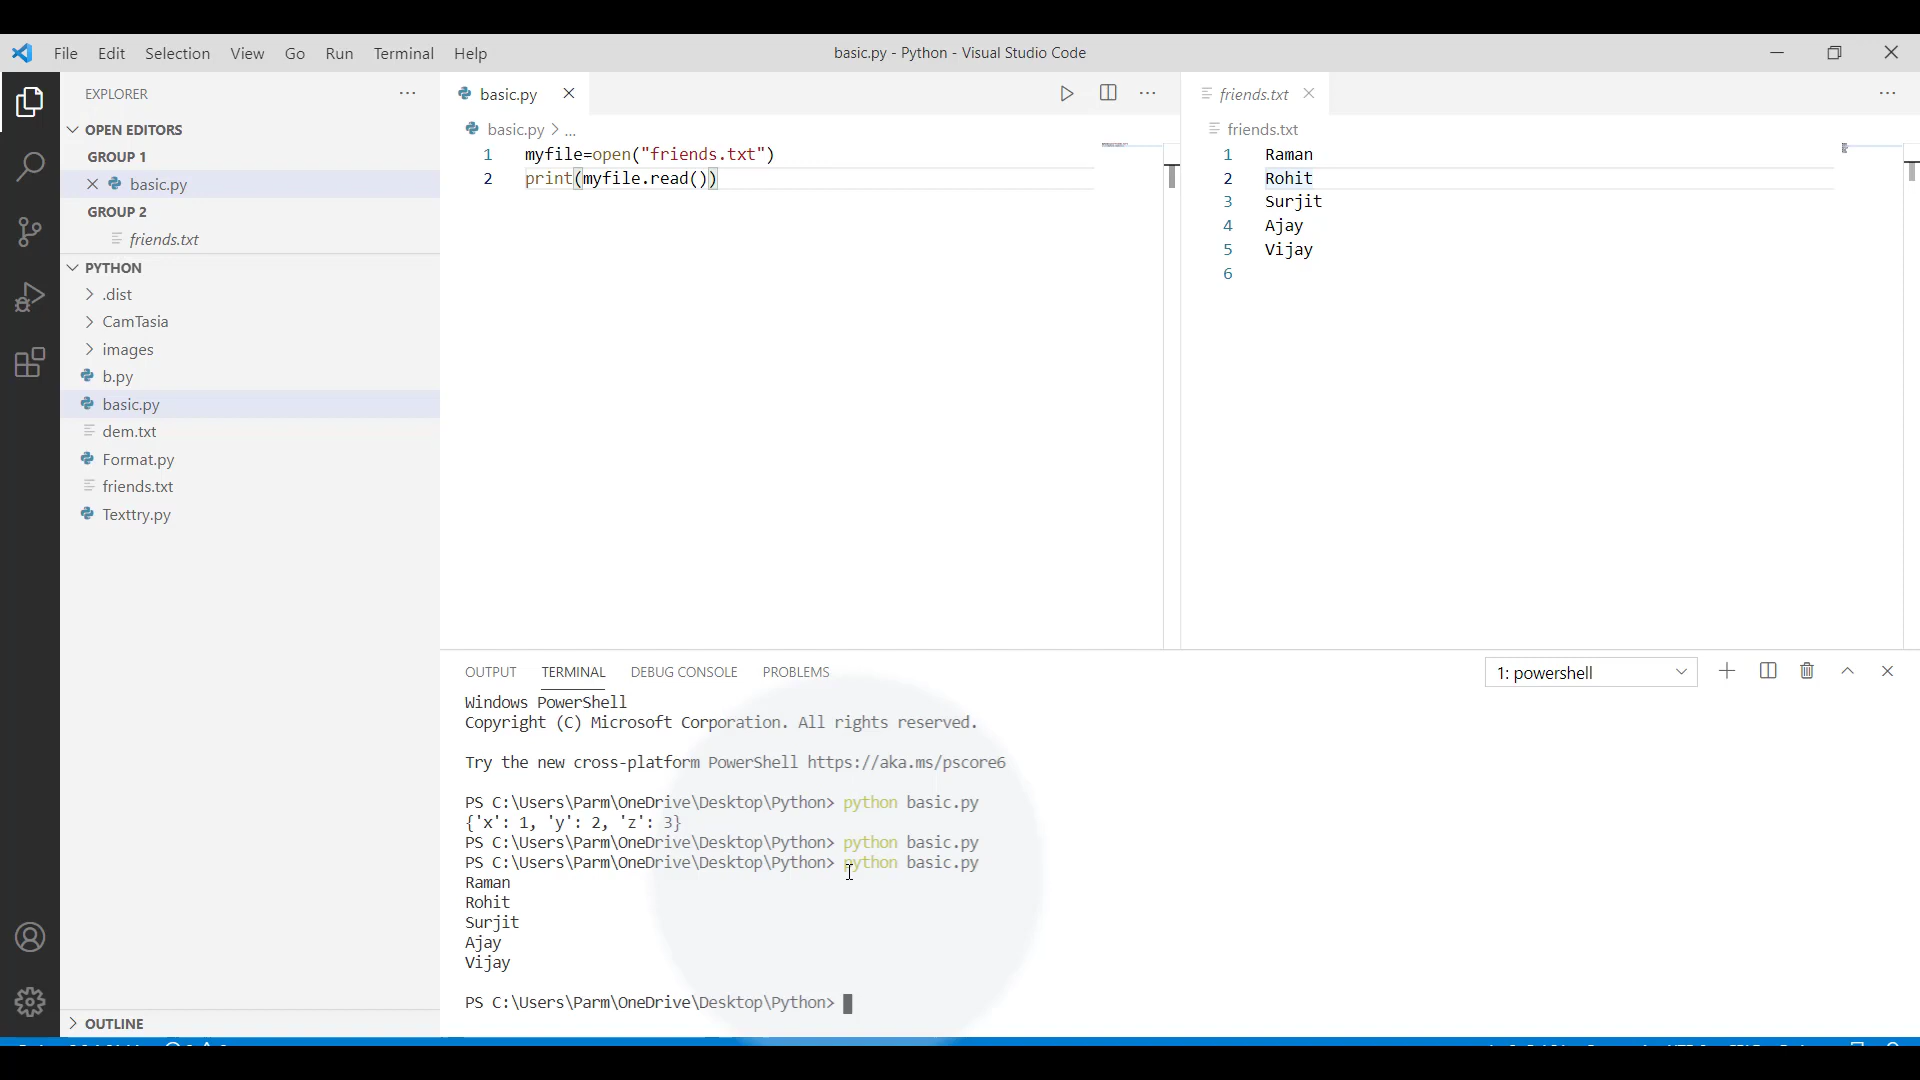 File Edit Selection View Go Run Terminal Help
basic.py - Python - Visual Studio Code
EXPLORER
OPEN EDITORS
GROUP 1
basic.py
GROUP 2
friends.txt
PYTHON
.dist
CamTasia
images
b.py
basic.py
dem.txt
Format.py
friends.txt
Texttry.py
OUTLINE
basic.py
basic.py > ...
1 myfile=open("friends.txt")
2 print(myfile.read())
friends.txt
friends.txt
1 Raman
2 Rohit
3 Surjit
4 Ajay
5 Vijay
6
OUTPUT TERMINAL DEBUG CONSOLE PROBLEMS
1: powershell
Windows PowerShell
Copyright (C) Microsoft Corporation. All rights reserved.
Try the new cross-platform PowerShell https://aka.ms/pscore6
PS C:\Users\Parm\OneDrive\Desktop\Python> python basic.py
{'x': 1, 'y': 2, 'z': 3}
PS C:\Users\Parm\OneDrive\Desktop\Python> python basic.py
PS C:\Users\Parm\OneDrive\Desktop\Python> python basic.py
Raman
Rohit
Surjit
Ajay
Vijay
PS C:\Users\Parm\OneDrive\Desktop\Python>